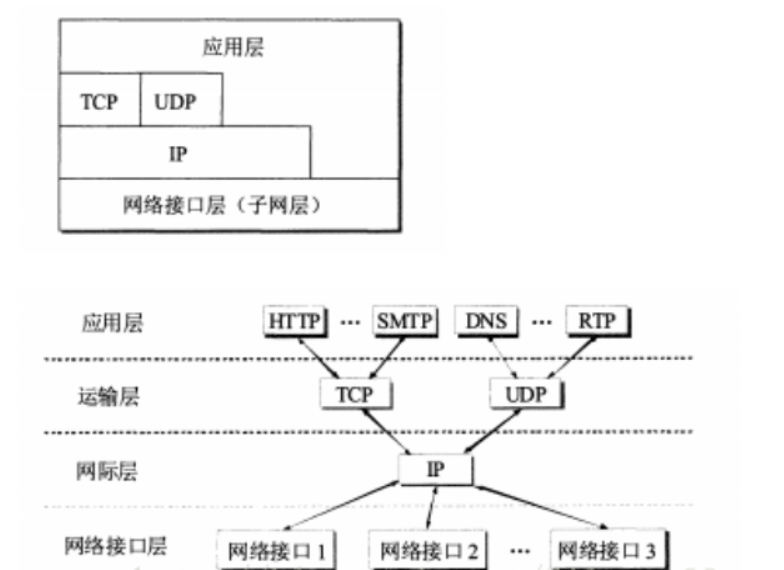 应用层
TCP UDP
IP
网络接口层（子网层）
应用层 HTTP ··· SMTP DNS ··· RTP
运输层 TCP UDP
网际层 IP
网络接口层 网络接口 1 网络接口 2 ··· 网络接口 3